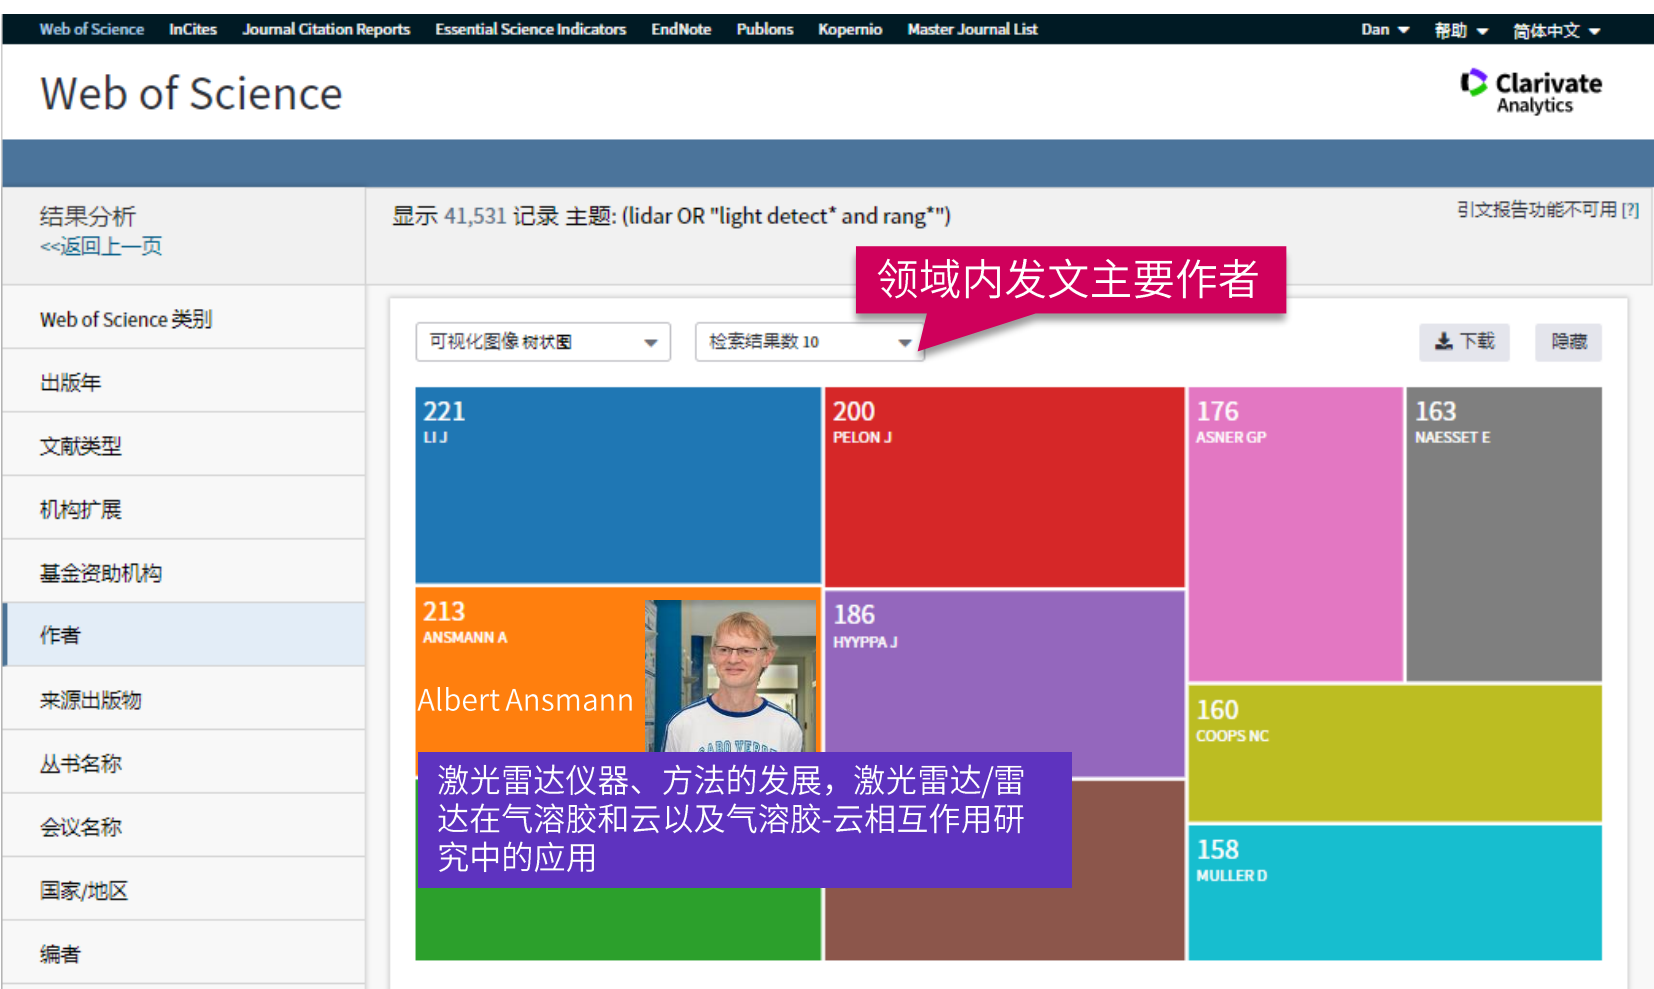 Web of Science InCites Journal Citation Reports Essential Science Indicators EndNote Publons Kopernio Master Journal List Dan 帮助 简体中文
Web of Science
Clarivate
Analytics
结果分析
<<返回上一页
显示 41,531 记录 主题: (lidar OR "light detect* and rang*")
引文报告功能不可用 [?]
领域内发文主要作者
Web of Science 类别
出版年
文献类型
机构扩展
基金资助机构
作者
来源出版物
丛书名称
会议名称
国家/地区
编者
可视化图像 树状图
检索结果数 10
下载
隐藏
221
LI J
200
PELON J
176
ASNER GP
163
NAESSET E
213
ANSMANN A
Albert Ansmann
186
HYYPPA J
160
COOPS NC
158
MULLER D
激光雷达仪器、方法的发展，激光雷达/雷
达在气溶胶和云以及气溶胶-云相互作用研
究中的应用